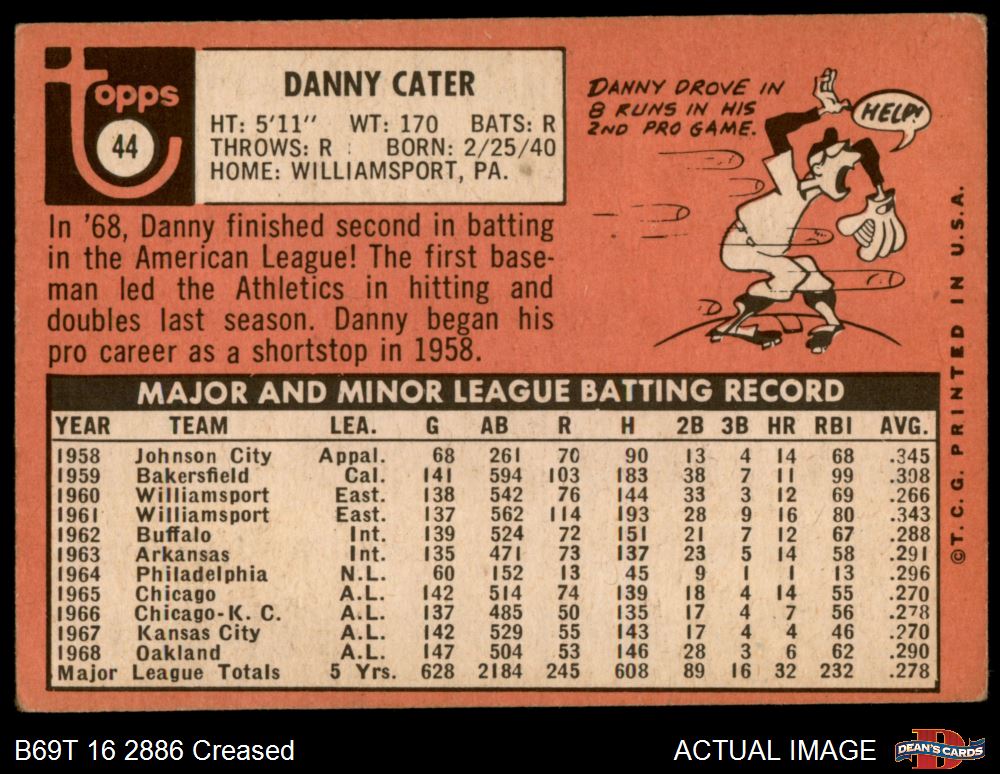 Topps
44
DANNY CATER
HT: 5'11" WT: 170 BATS: R
THROWS: R BORN: 2/25/40
HOME: WILLIAMSPORT, PA.
DANNY DROVE IN
8 RUNS IN HIS
2ND PRO GAME.
HELP!
In '68, Danny finished second in batting
in the American League! The first base-
man led the Athletics in hitting and
doubles last season. Danny began his
pro career as a shortstop in 1958.
MAJOR AND MINOR LEAGUE BATTING RECORD
YEAR TEAM LEA. G AB R H 2B 3B HR RBI AVG.
1958 Johnson City Appal. 68 261 70 90 13 4 14 68 .345
1959 Bakersfield Cal. 141 594 103 183 38 7 11 99 .308
1960 Williamsport East. 138 542 76 144 33 3 12 69 .266
1961 Williamsport East. 137 562 114 193 28 9 16 80 .343
1962 Buffalo Int. 139 524 72 151 21 7 12 67 .288
1963 Arkansas Int. 135 471 73 137 23 5 14 58 .291
1964 Philadelphia N.L. 60 152 13 45 9 1 1 13 .296
1965 Chicago A.L. 142 514 74 139 18 4 14 55 .270
1966 Chicago-K. C. A.L. 137 485 50 135 17 4 7 56 .278
1967 Kansas City A.L. 142 529 55 143 17 4 4 46 .270
1968 Oakland A.L. 147 504 53 146 28 3 6 62 .290
Major League Totals 5 Yrs. 628 2184 245 608 89 16 32 232 .278
©T. C. G. PRINTED IN U.S.A.
B69T 16 2886 Creased
ACTUAL IMAGE
D
DEAN'S CARDS